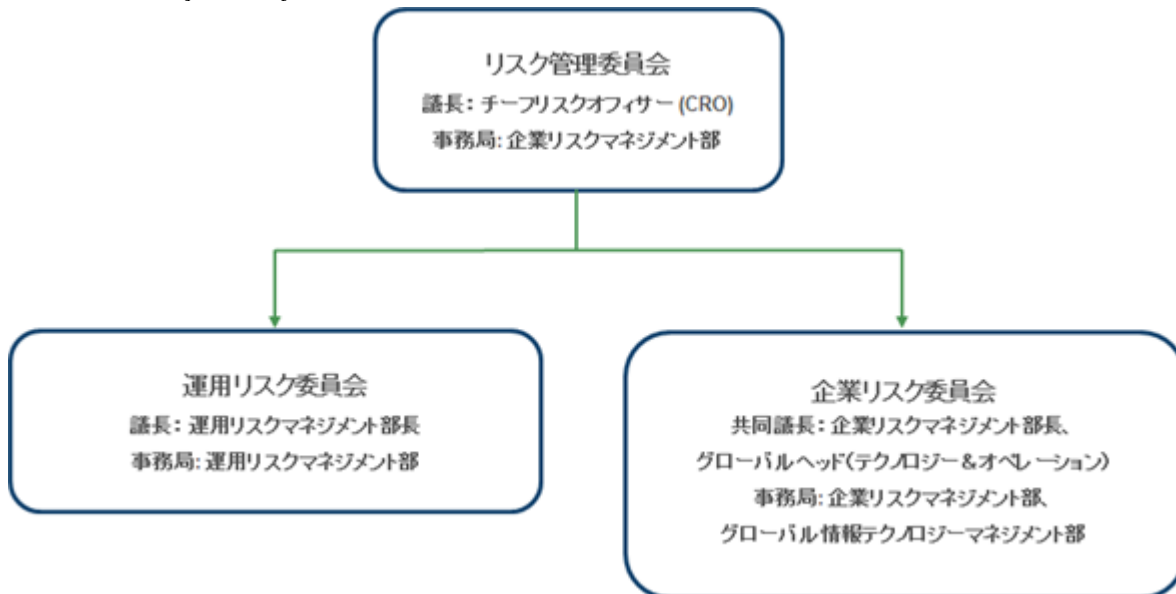 リスク管理委員会
議長：チーフリスクオフィサー(CRO)
事務局:企業リスクマネジメント部
運用リスク委員会
議長：運用リスクマネジメント部長
事務局:運用リスクマネジメント部
企業リスク委員会
共同議長：企業リスクマネジメント部長、
グローバルヘッド(テクノロジー&オペレーション)
事務局:企業リスクマネジメント部、
グローバル情報テクノロジーマネジメント部